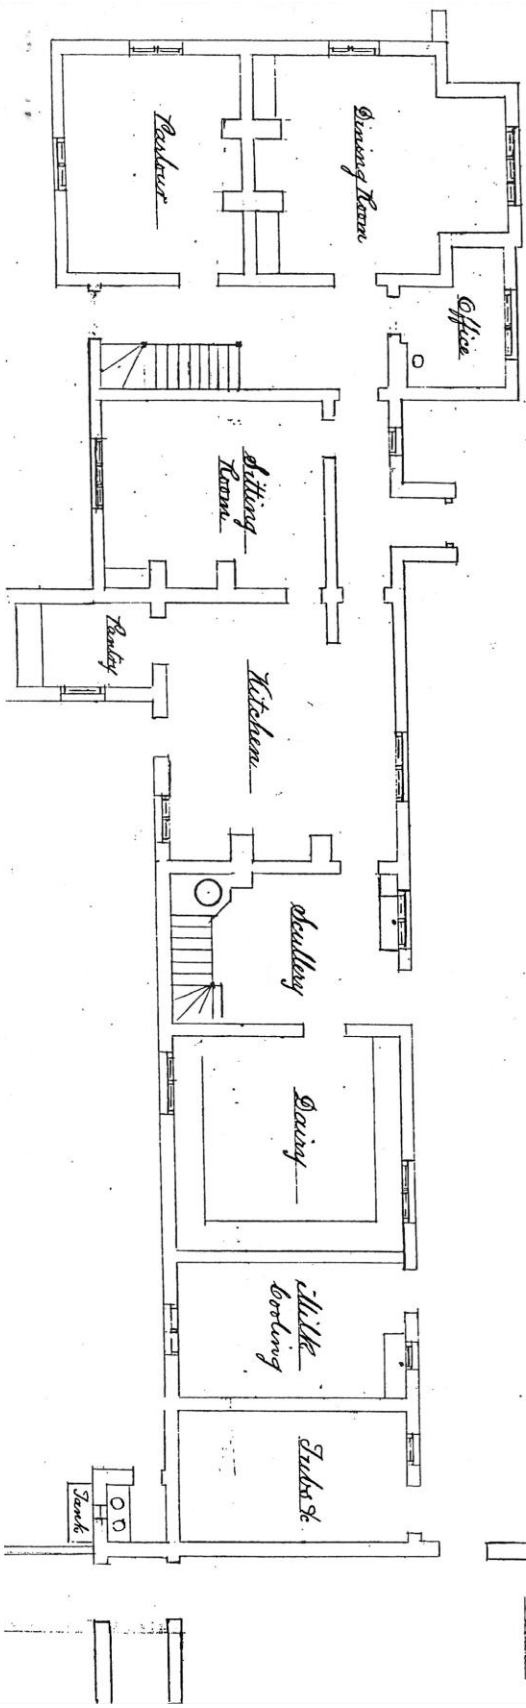 Parlour
Dining Room
Office
Sitting
Room
Pantry
Kitchen
Scullery
Dairy
Milk
Cooling
Tubs &c
Tank